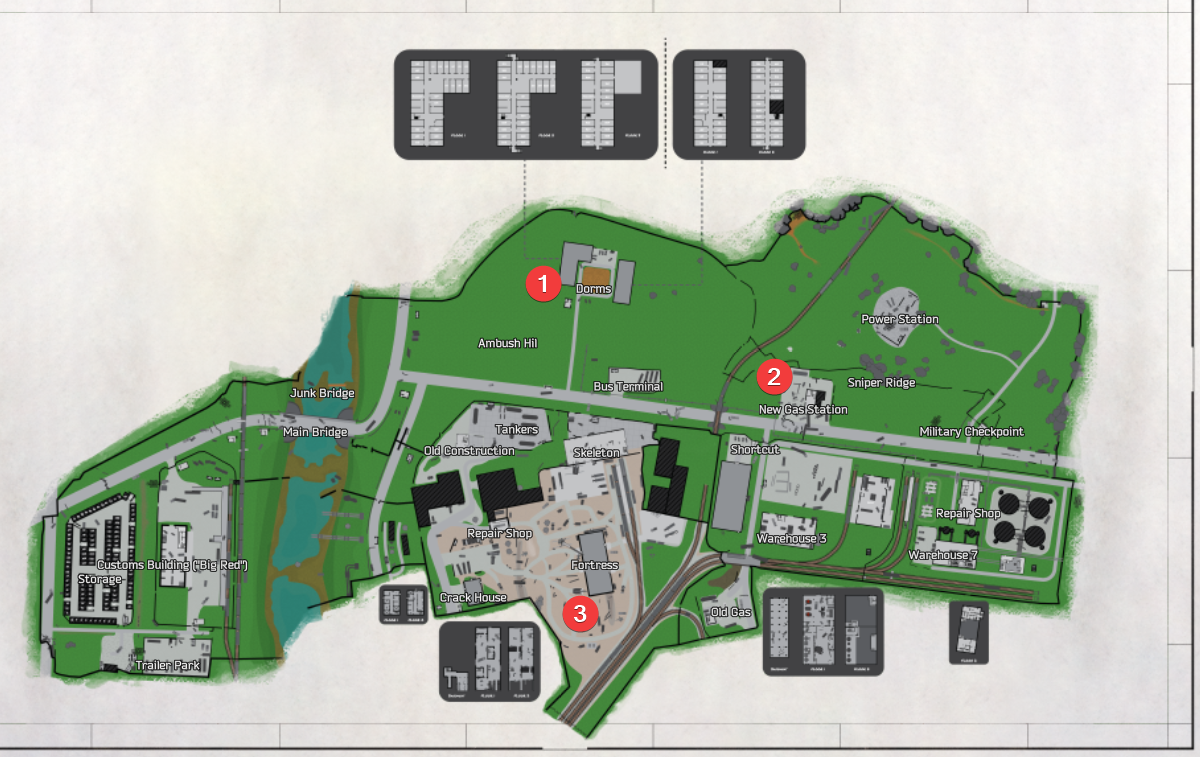 1
Dorms
Power Station
Ambush Hil
2
Bus Terminal
Sniper Ridge
Junk Bridge
New Gas Station
Main Bridge
Tankers
Military Checkpoint
Old Construction
Skeleton
Shortcut
Repair Shop
Repair Shop
Warehouse 3
Warehouse 7
Customs Building ("Big Red")
Fortress
Storage
Crack House
3
Old Gas
Trailer Park